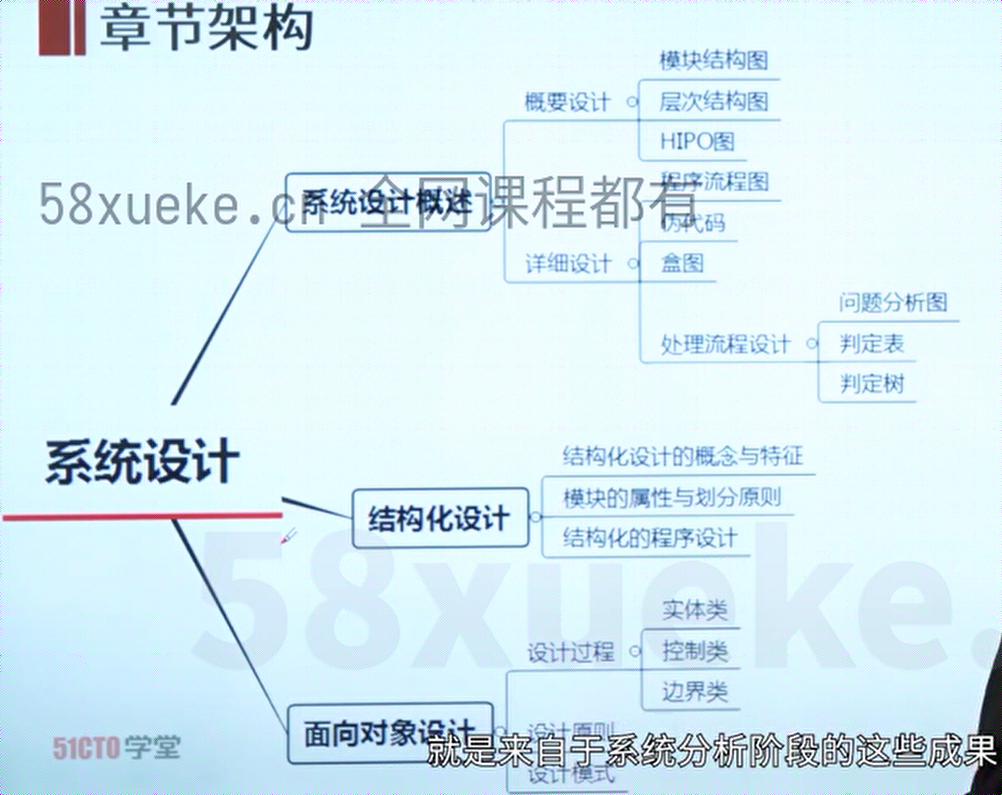 章节架构
模块结构图
概要设计
层次结构图
HIPO图
程序流程图
58xueke.cn 全网课程都有
系统设计概述
伪代码
详细设计
盒图
问题分析图
处理流程设计
判定表
判定树
系统设计
结构化设计的概念与特征
模块的属性与划分原则
结构化设计
结构化的程序设计
58xueke.
实体类
设计过程
控制类
边界类
面向对象设计
设计原则
51CTO学堂
就是来自于系统分析阶段的这些成果
设计模式